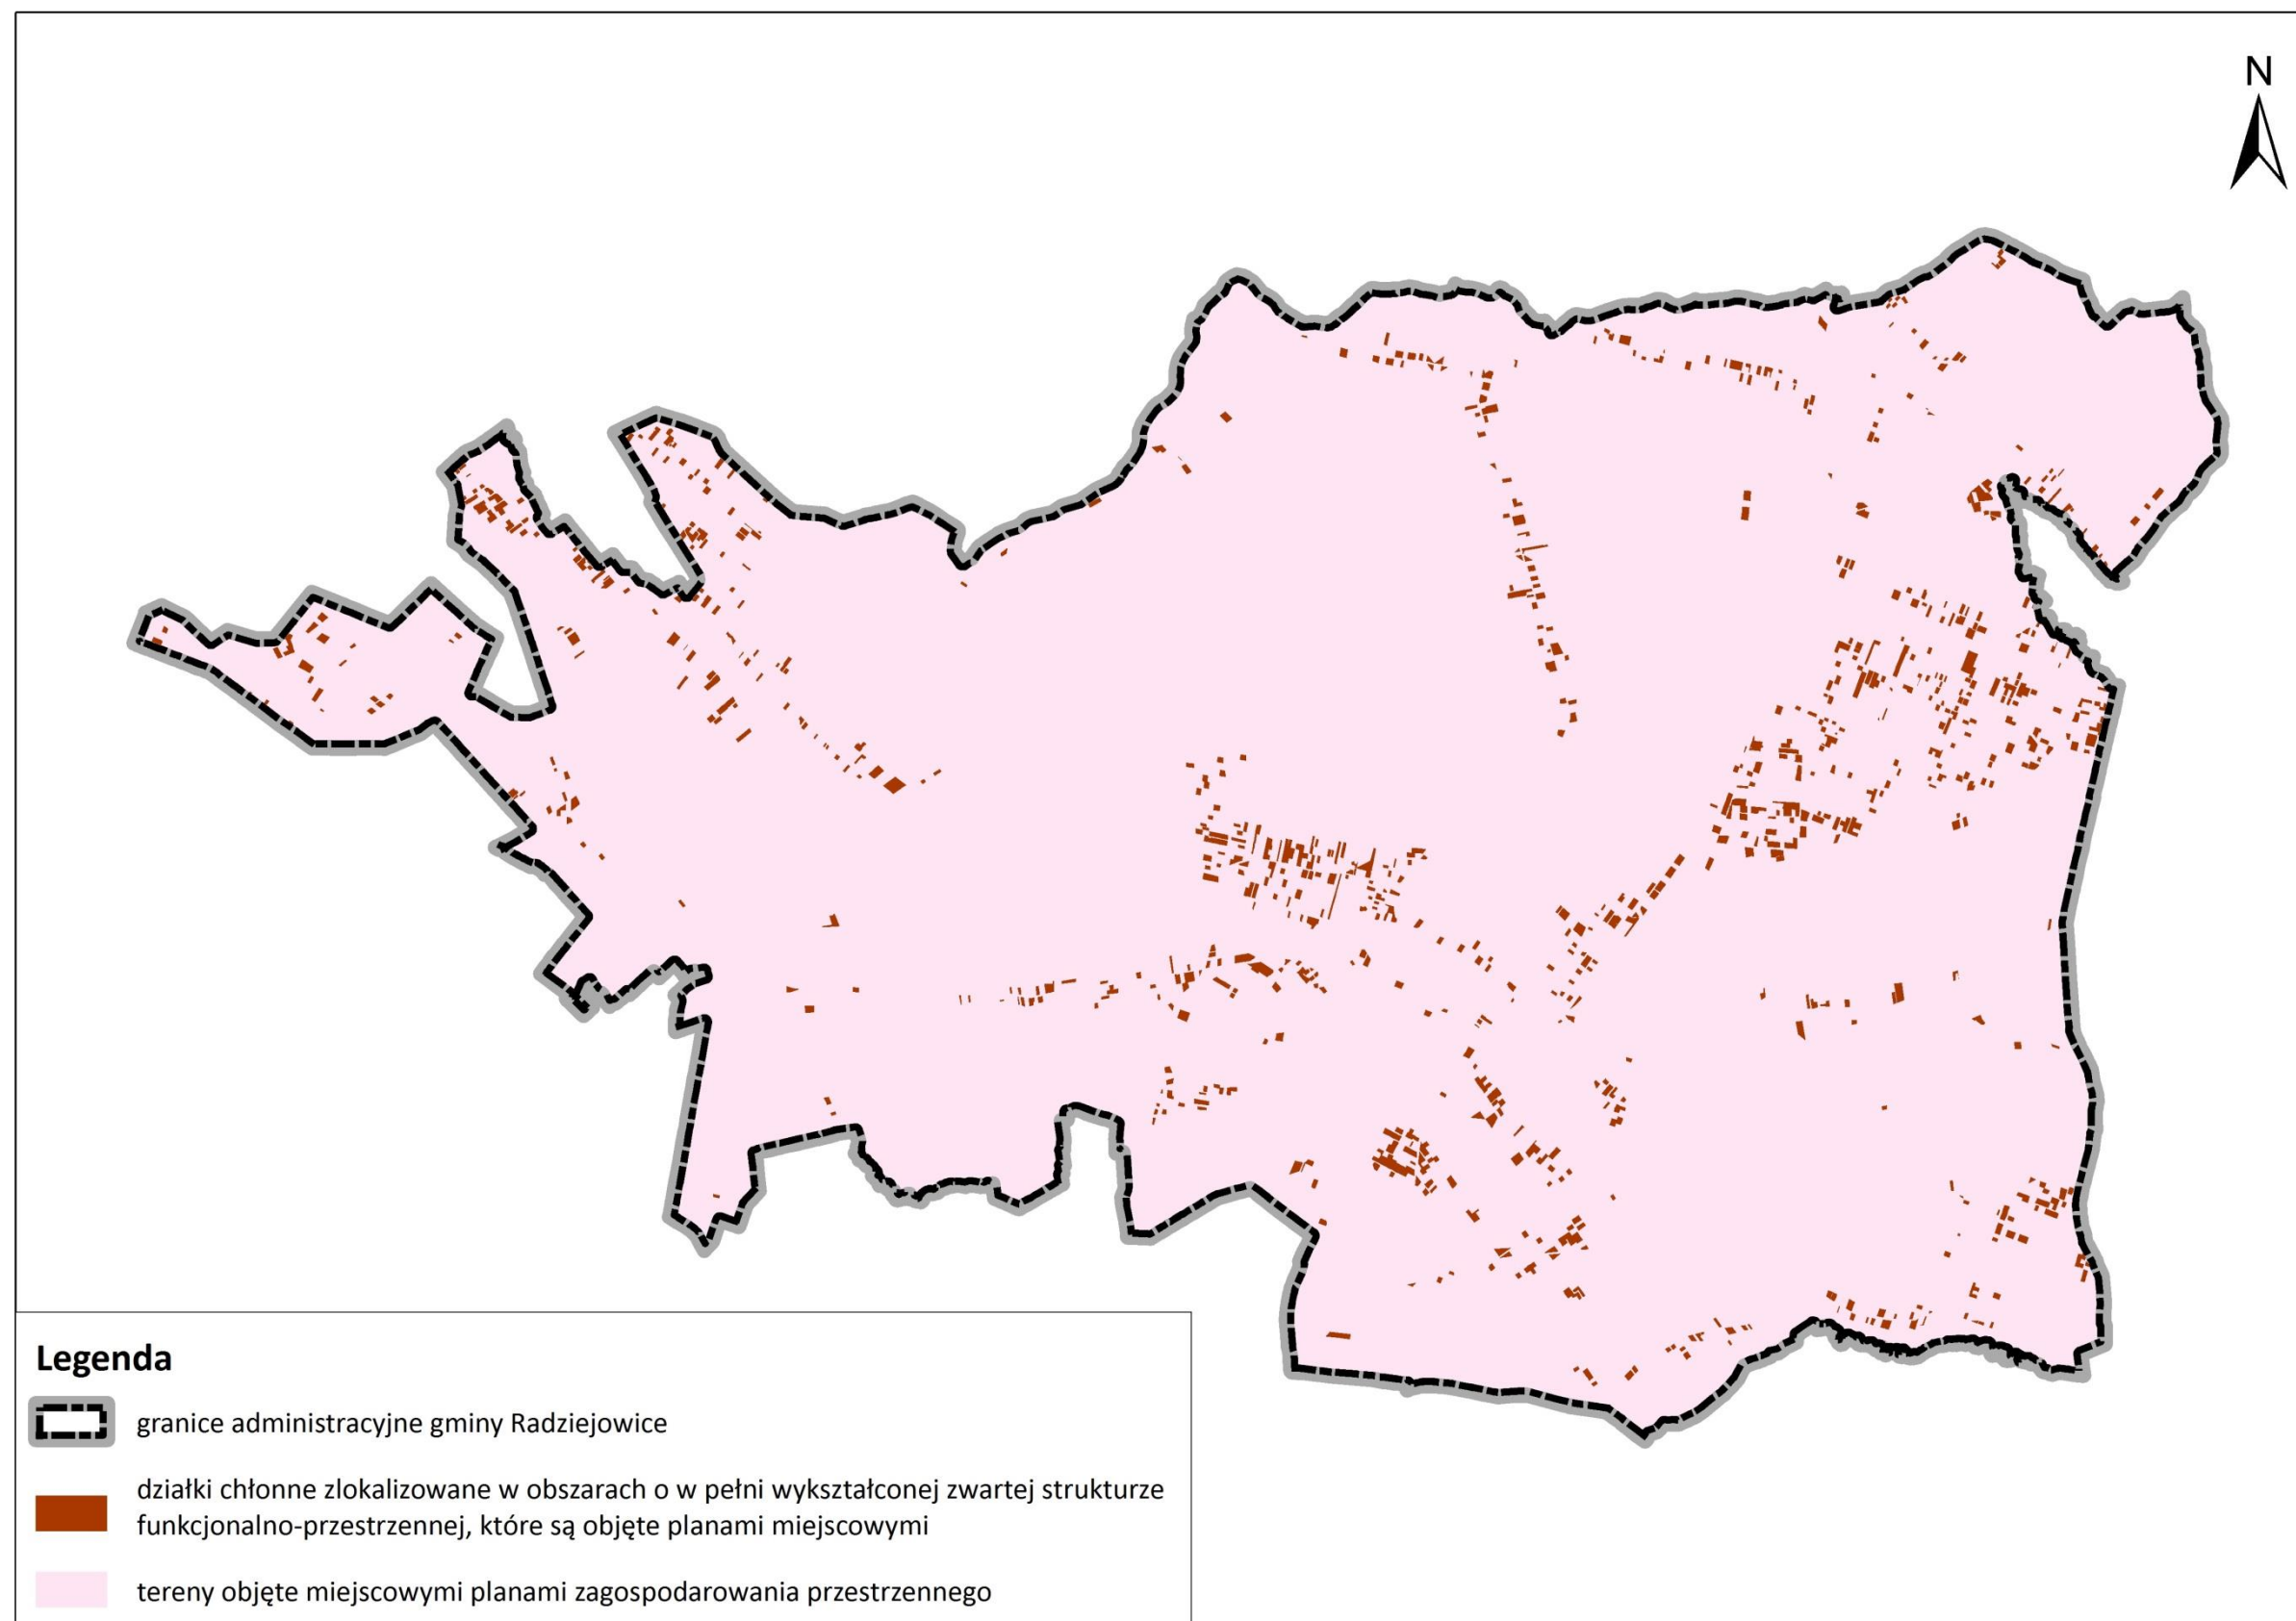 N
Legenda
granice administracyjne gminy Radziejowice
działki chłonne zlokalizowane w obszarach o w pełni wykształconej zwartej strukturze
funkcjonalno-przestrzennej, które są objęte planami miejscowymi
tereny objęte miejscowymi planami zagospodarowania przestrzennego